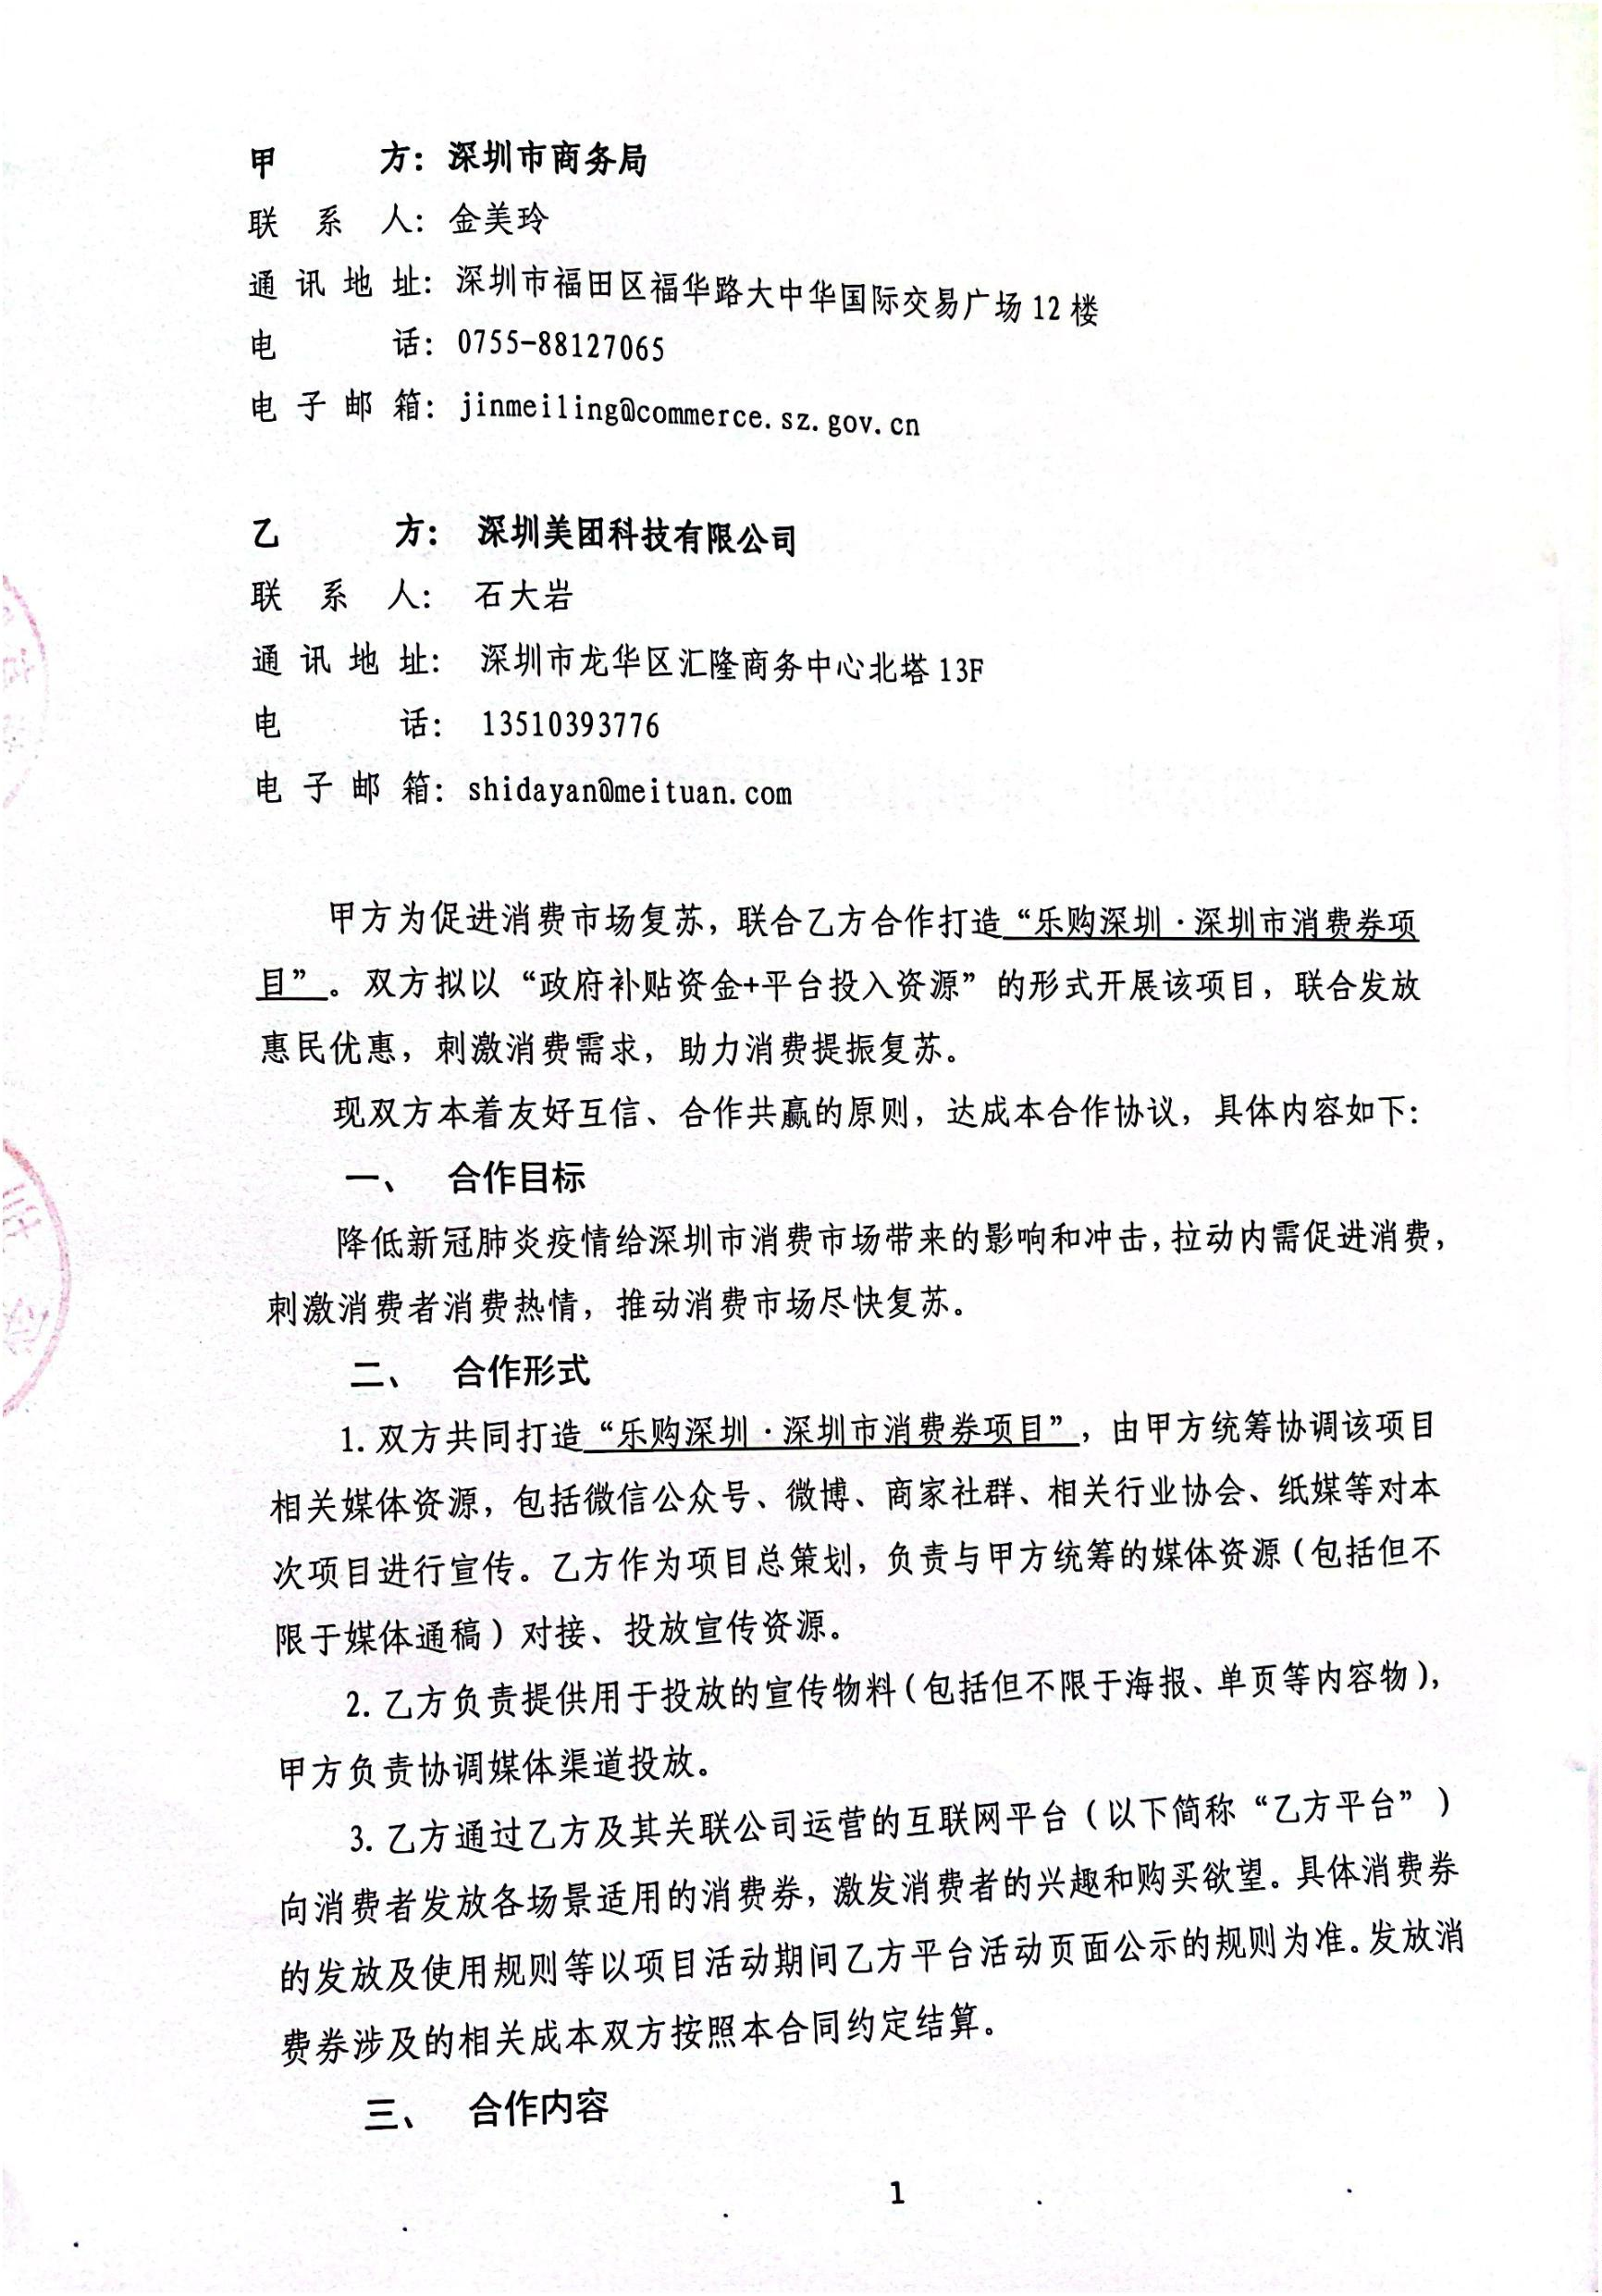 甲方：深圳市商务局
联系人：金美玲
通讯地址：深圳市福田区福华路大中华国际交易广场12楼
电话：0755-88127065
电子邮箱：jinmeiling@commerce.sz.gov.cn
乙方：深圳美团科技有限公司
联系人：石大岩
通讯地址：深圳市龙华区汇隆商务中心北塔13F
电话：13510393776
电子邮箱：shidayan@meituan.com
甲方为促进消费市场复苏，联合乙方合作打造“乐购深圳·深圳市消费券项
目”。双方拟以“政府补贴资金+平台投入资源”的形式开展该项目，联合发放
惠民优惠，刺激消费需求，助力消费提振复苏。
现双方本着友好互信、合作共赢的原则，达成本合作协议，具体内容如下：
一、合作目标
降低新冠肺炎疫情给深圳市消费市场带来的影响和冲击，拉动内需促进消费，
刺激消费者消费热情，推动消费市场尽快复苏。
二、合作形式
1.双方共同打造“乐购深圳·深圳市消费券项目”，由甲方统筹协调该项目
相关媒体资源，包括微信公众号、微博、商家社群、相关行业协会、纸媒等对本
次项目进行宣传。乙方作为项目总策划，负责与甲方统筹的媒体资源（包括但不
限于媒体通稿）对接、投放宣传资源。
2.乙方负责提供用于投放的宣传物料（包括但不限于海报、单页等内容物），
甲方负责协调媒体渠道投放。
3.乙方通过乙方及其关联公司运营的互联网平台（以下简称“乙方平台”）
向消费者发放各场景适用的消费券，激发消费者的兴趣和购买欲望。具体消费券
的发放及使用规则等以项目活动期间乙方平台活动页面公示的规则为准。发放消
费券涉及的相关成本双方按照本合同约定结算。
三、合作内容
1